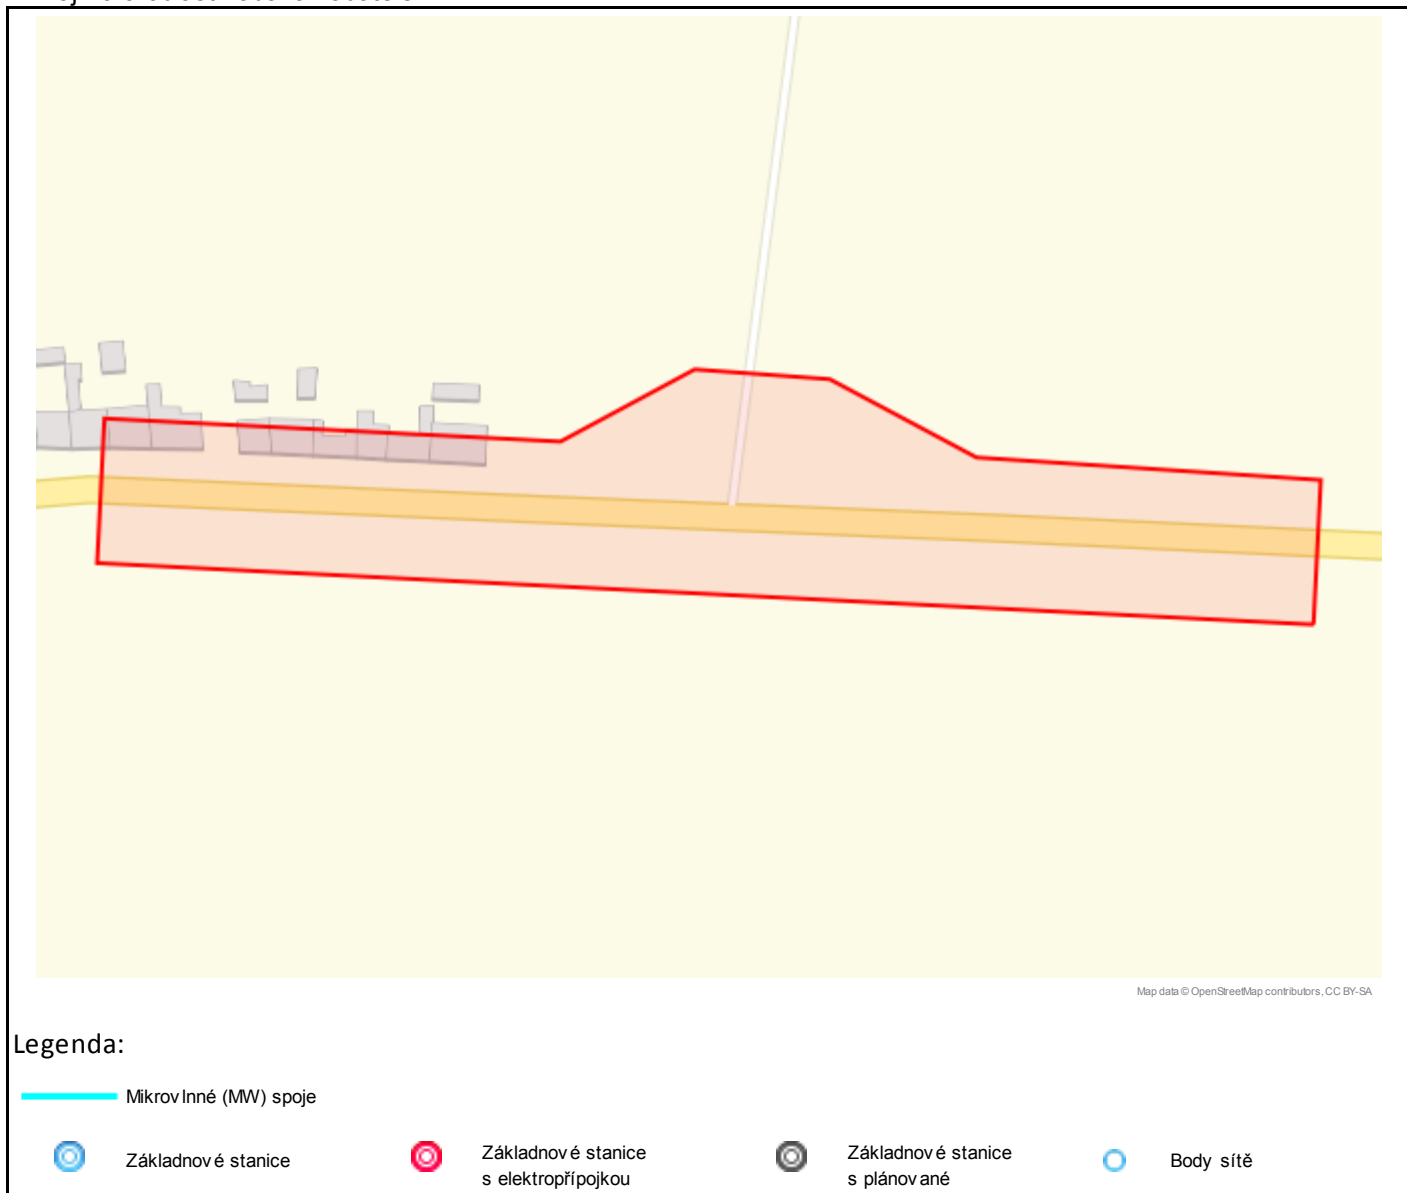 Map data © OpenStreetMap contributors, CC BY-SA
Legenda:
Mikrovlnné (MW) spoje
Základnové stanice
Základnové stanice
s elektropřípojkou
Základnové stanice
s plánované
Body sítě